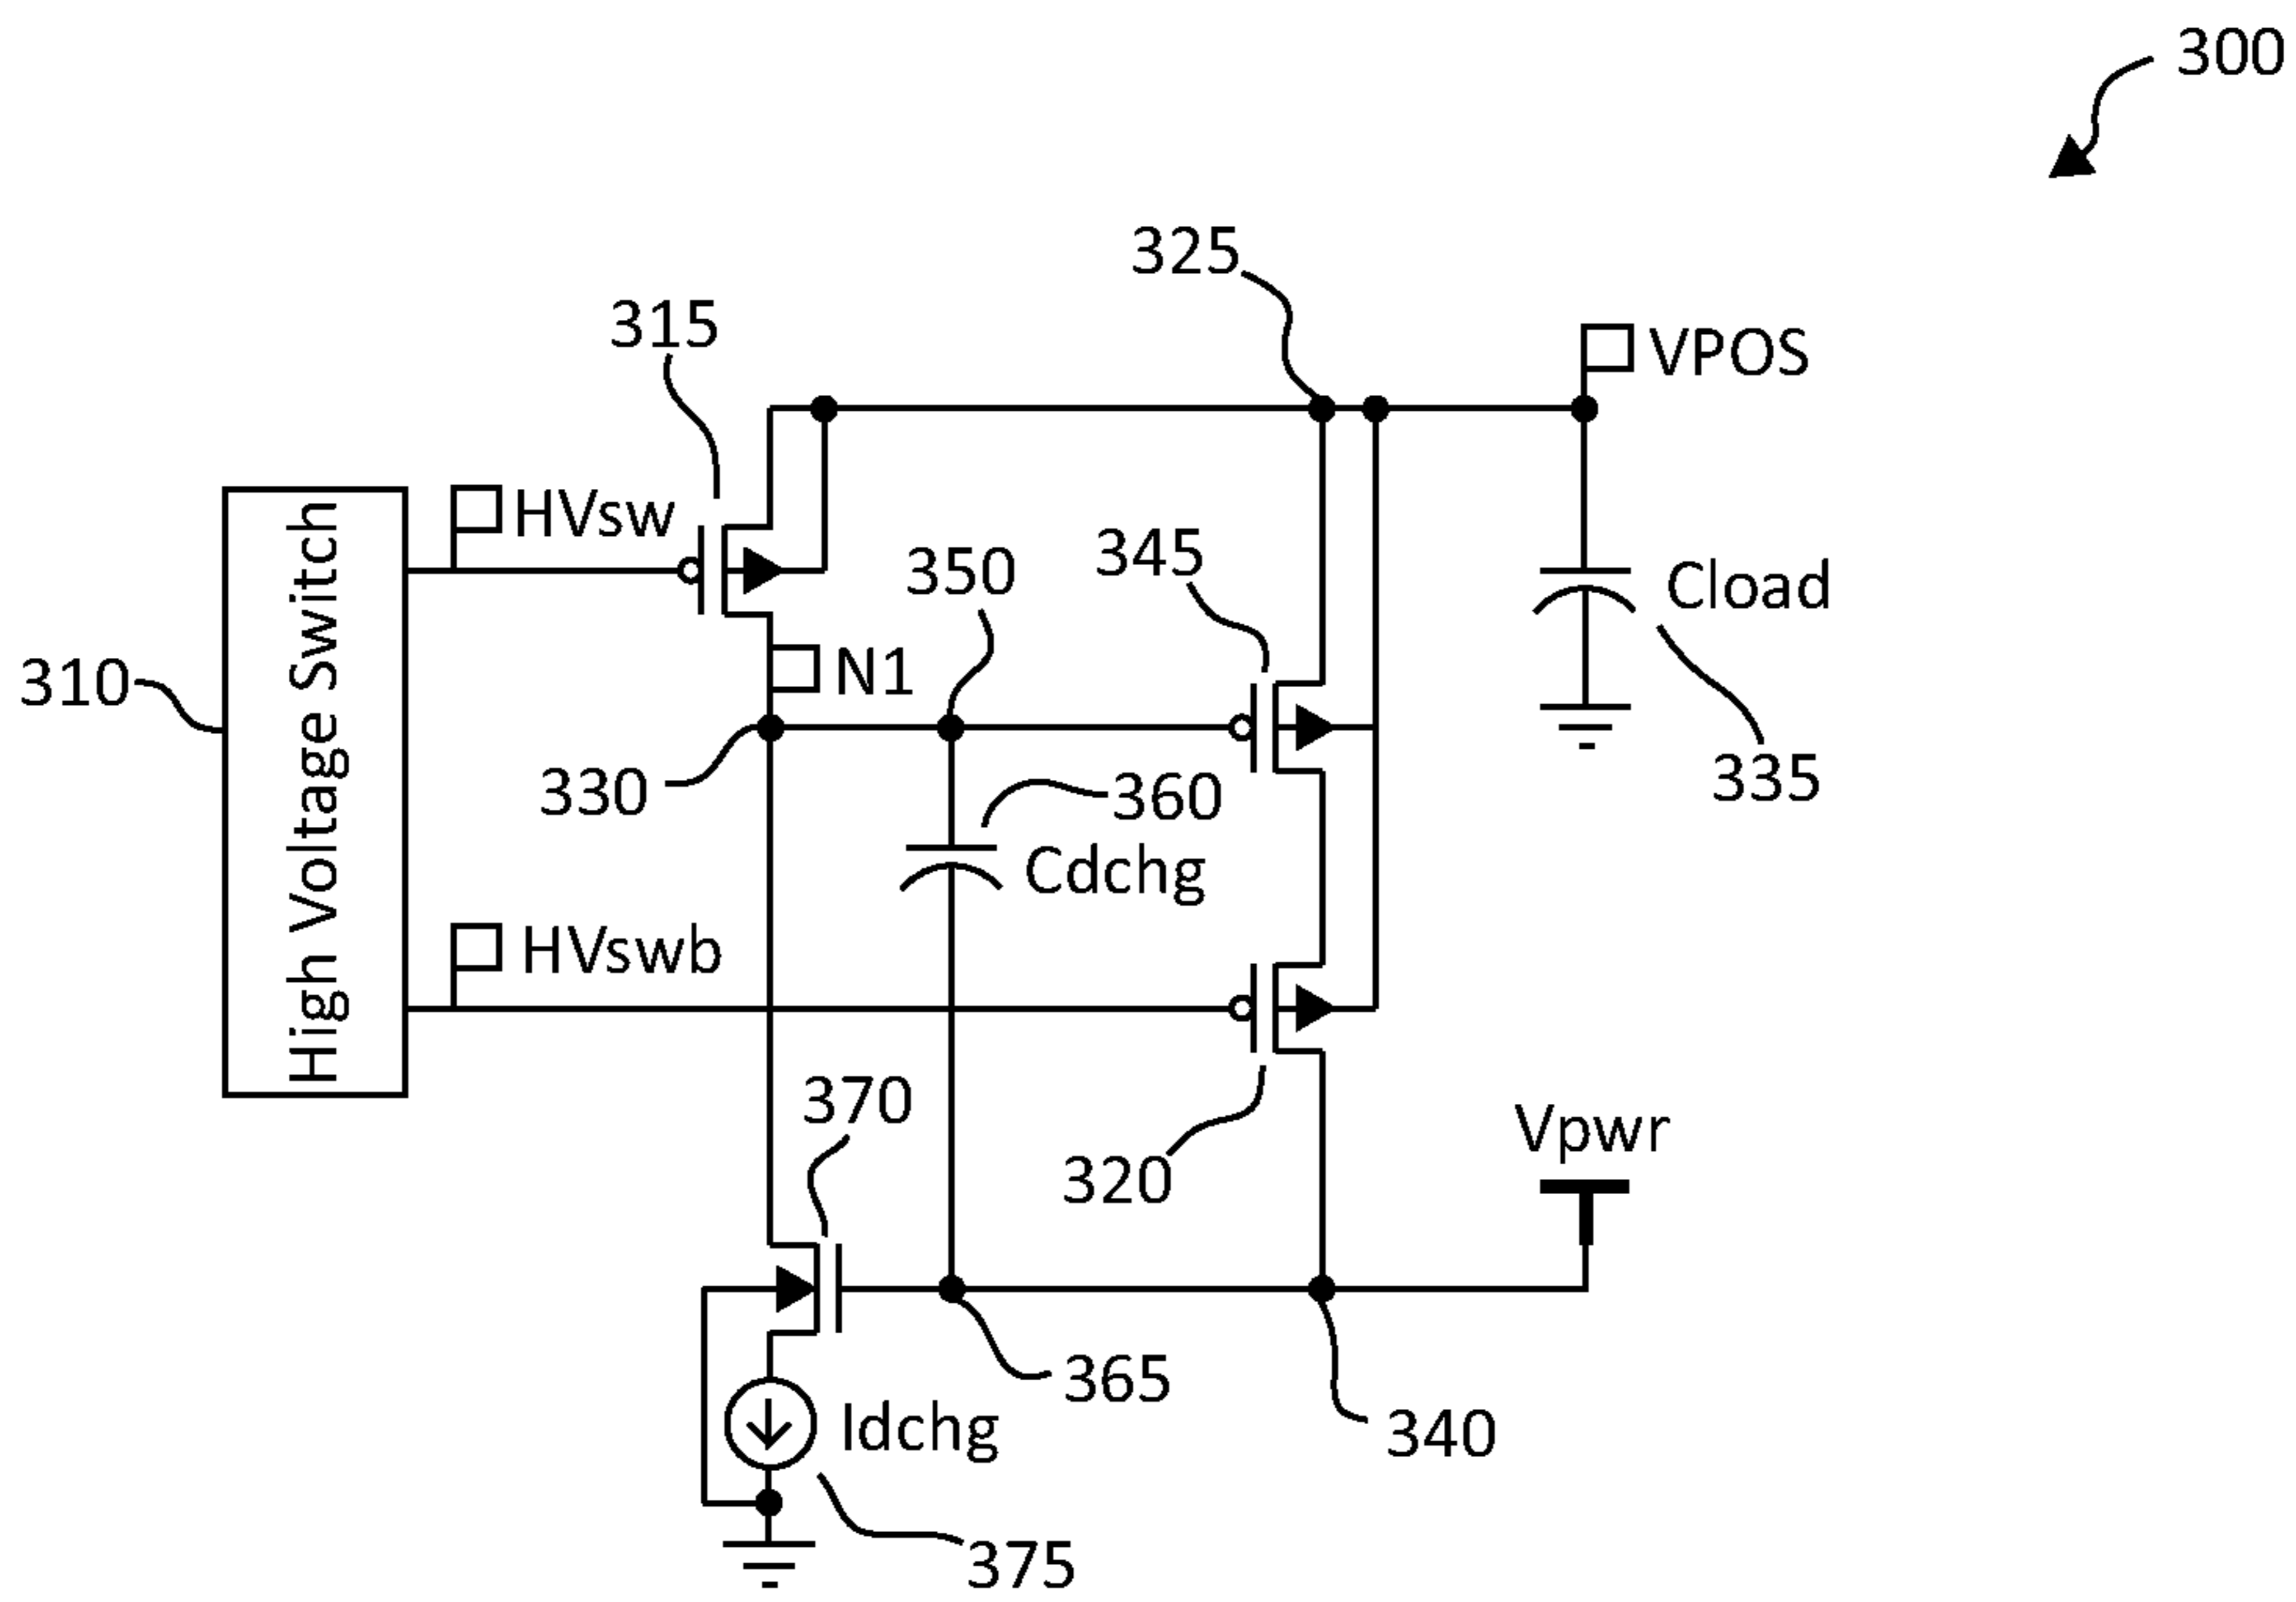 300
325
315
VPOS
HVsw
350
345
Cload
High Voltage Switch
310
N1
330
360
335
Cdchg
HVswb
370
320
Vpwr
365
Idchg
340
375